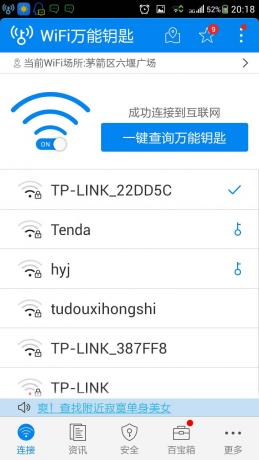 3G 52% 20:18
WiFi万能钥匙
9
当前WiFi场所:茅箭区六堰广场
成功连接到互联网
一键查询万能钥匙
ON
TP-LINK_22DD5C
Tenda
hyj
tudouxihongshi
TP-LINK_387FF8
TP-LINK
爽！查找附近寂寞单身美女
连接 资讯 安全 百宝箱 更多